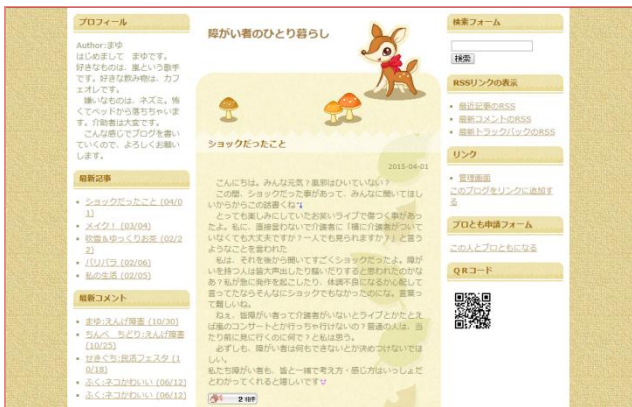 プロフィール
Author:まゆ
はじめまして　まゆです。
好きなものは、嵐という歌手
です。好きな飲み物は、カフ
ェオレです。
　嫌いなものは、ネズミ。怖
くてベッドから落ちちゃいま
す。介助者は大変です。
　こんな感じでブログを書い
ていくので、よろしくお願い
します。
最新記事
ショックだったこと (04/0
1)
メイク！ (03/04)
吹雪＆ゆっくりお茶 (02/2
2)
バリバラ (02/06)
私の生活 (02/05)
最新コメント
まゆ:えんげ障害 (10/30)
ちんぺ　ちどり:えんげ障害
(10/25)
せきぐち:民活フェスタ (1
0/18)
ふく:ネコかわいい (06/12)
ふく:ネコかわいい (06/12)
障がい者のひとり暮らし
ショックだったこと
2015-04-01
　こんにちは。みんな元気？風邪はひいていない？
　この間、ショックだった事があって、みんなに聞いてほし
いからからこの話書くね
　とっても楽しみにしていたお笑いライブで傷つく事があっ
たよ。私に、直接言わないで介護者に「横に介護者がついて
いなくても大丈夫ですか？一人でも見られますか？」と言う
ようなことを言われた
　私は、それを後から聞いてすごくショックだったよ。障が
いを持つ人は皆大声出したり騒いだりすると思われたのかな
あ？私が急に発作を起こしたり、体調不良になるか心配して
言ってたならそんなにショックでもなかったのにな。言葉っ
て難しいね。
　ねえ、皆障がい者って介護者がいないとライブとかたとえ
ば嵐のコンサートとか行っちゃ行けないの？普通の人は、当
たり前に見に行くのに何で？と私は思う。
　必ずしも、障がい者は何もできないとか決めつけないでほ
しい。
私たち障がい者も、皆と一緒で考え方・感じ方はいっしょだ
とわかってくれると嬉しいです
2 拍手
検索フォーム
検索
RSSリンクの表示
最近記事のRSS
最新コメントのRSS
最新トラックバックのRSS
リンク
管理画面
このブログをリンクに追加す
る
ブロとも申請フォーム
この人とブロともになる
QRコード